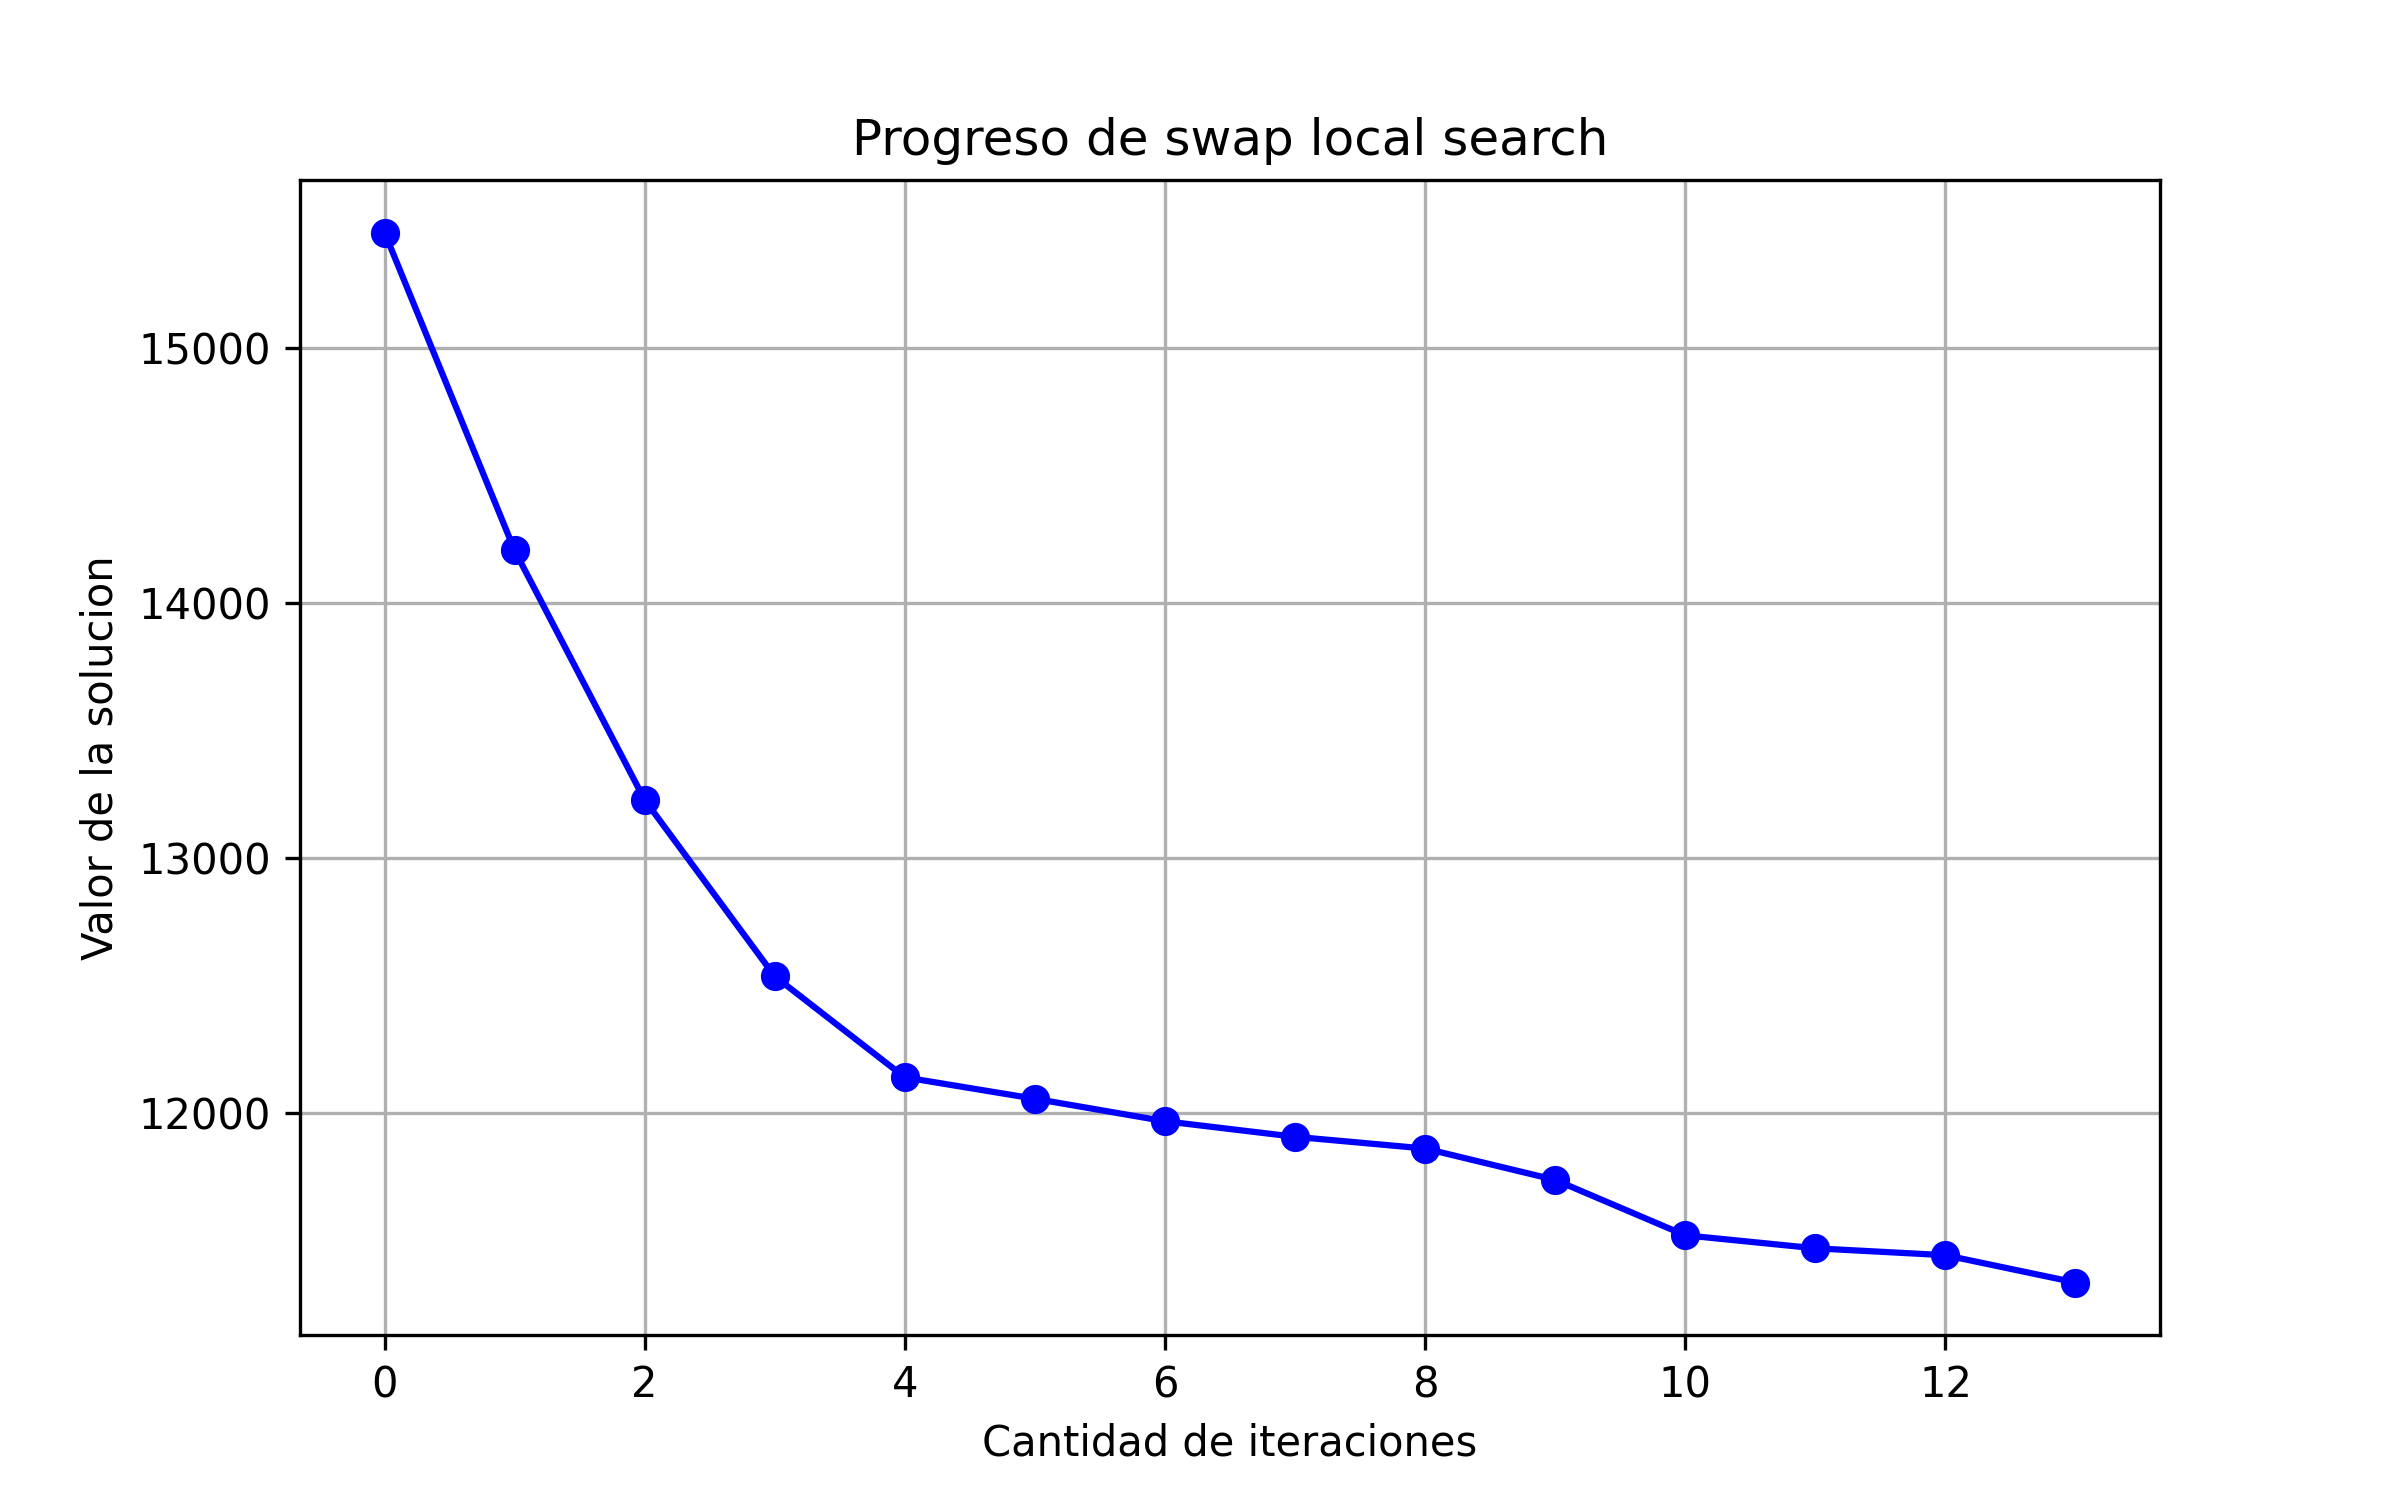 Progreso de swap local search
Valor de la solucion
15000
14000
13000
12000
0 2 4 6 8 10 12
Cantidad de iteraciones